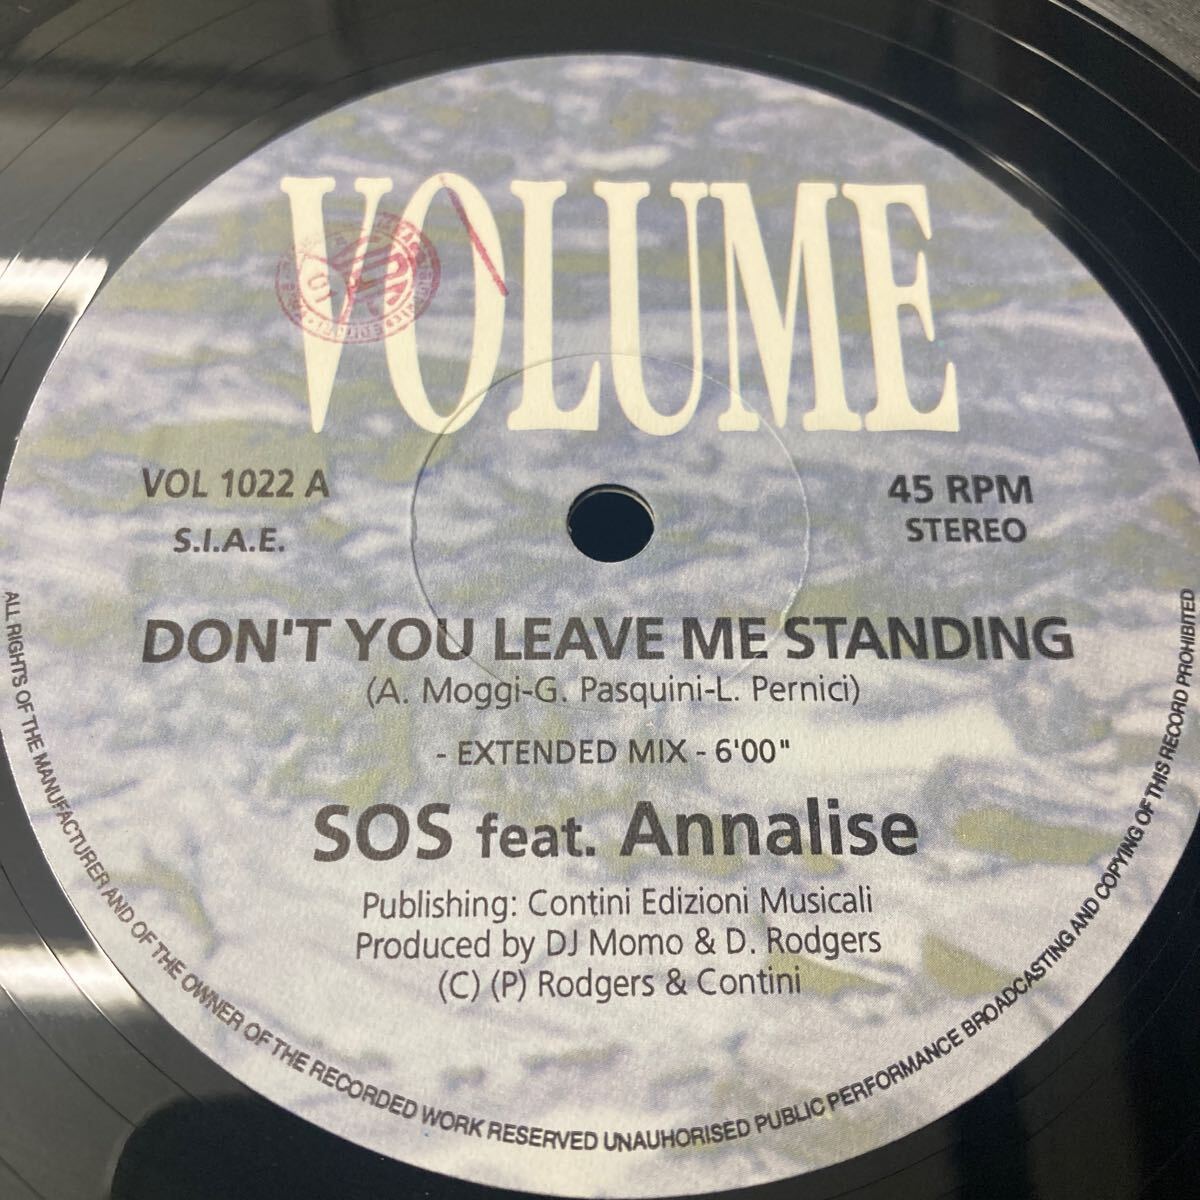 VOLUME
VOL 1022 A
S.I.A.E.
45 RPM
STEREO
DON'T YOU LEAVE ME STANDING
(A. Moggi-G. Pasquini-L. Pernici)
- EXTENDED MIX - 6'00"
SOS feat. Annalise
Publishing: Contini Edizioni Musicali
Produced by DJ Momo & D. Rodgers
(C) (P) Rodgers & Contini
ALL RIGHTS OF THE MANUFACTURER AND OF THE OWNER OF THE RECORDED WORK RESERVED UNAUHORISED PUBLIC PERFORMANCE BROADCASTING AND COPYING OF THIS RECORD PROHIBITED